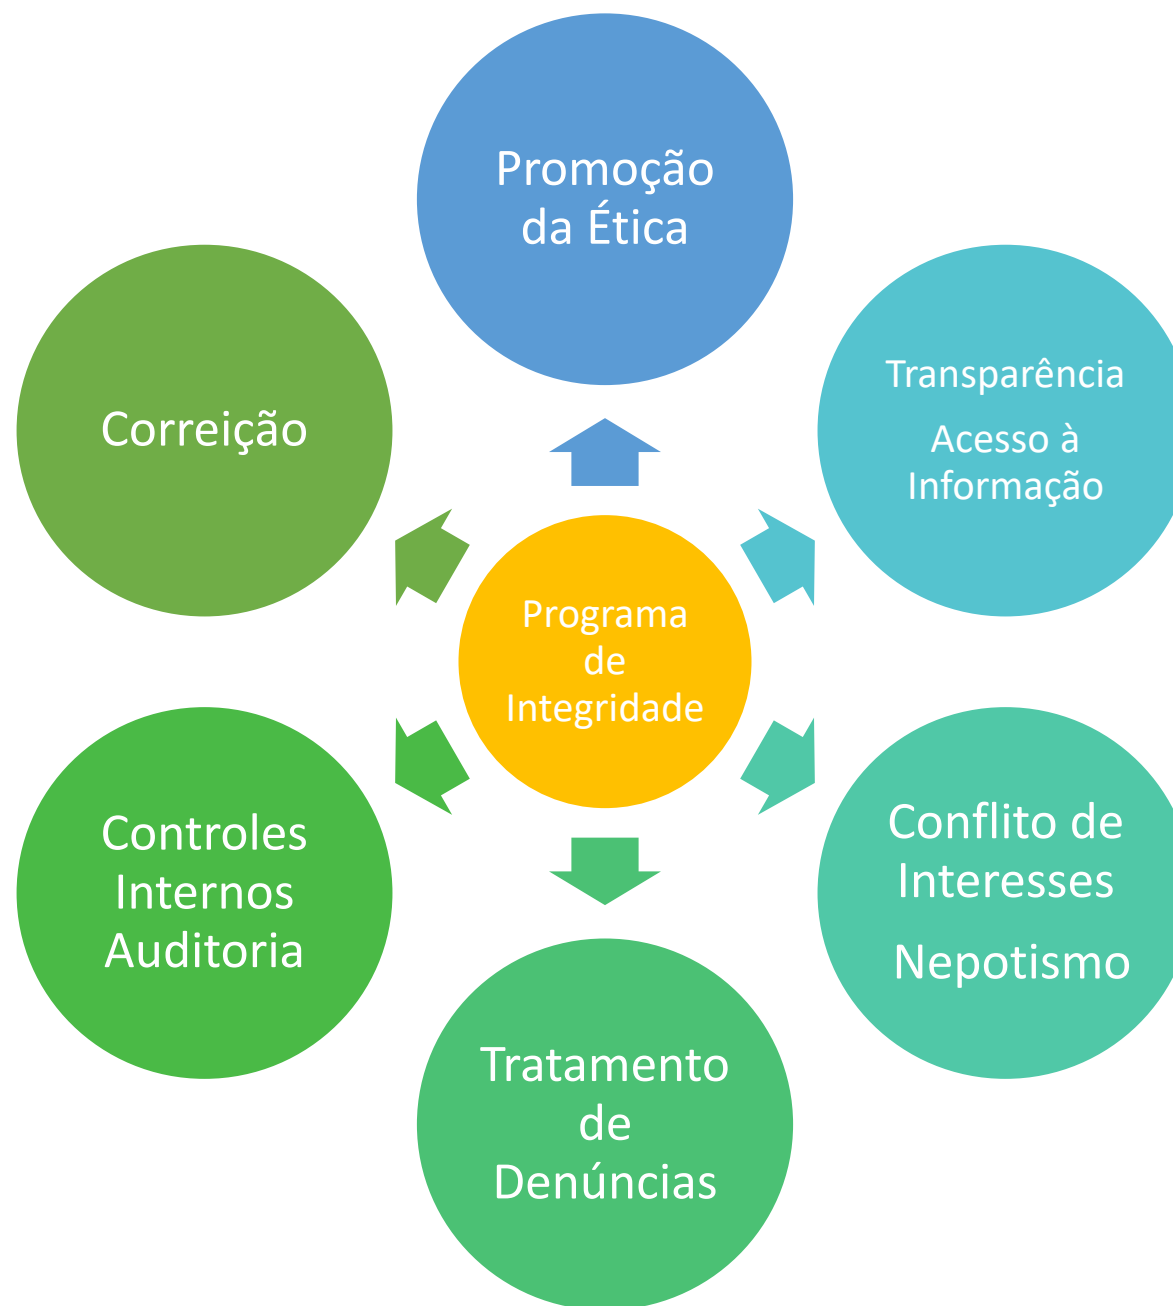 Promoção
da Ética
Transparência
Acesso à
Informação
Correição
Programa
de
Integridade
Conflito de
Interesses
Nepotismo
Controles
Internos
Auditoria
Tratamento
de
Denúncias